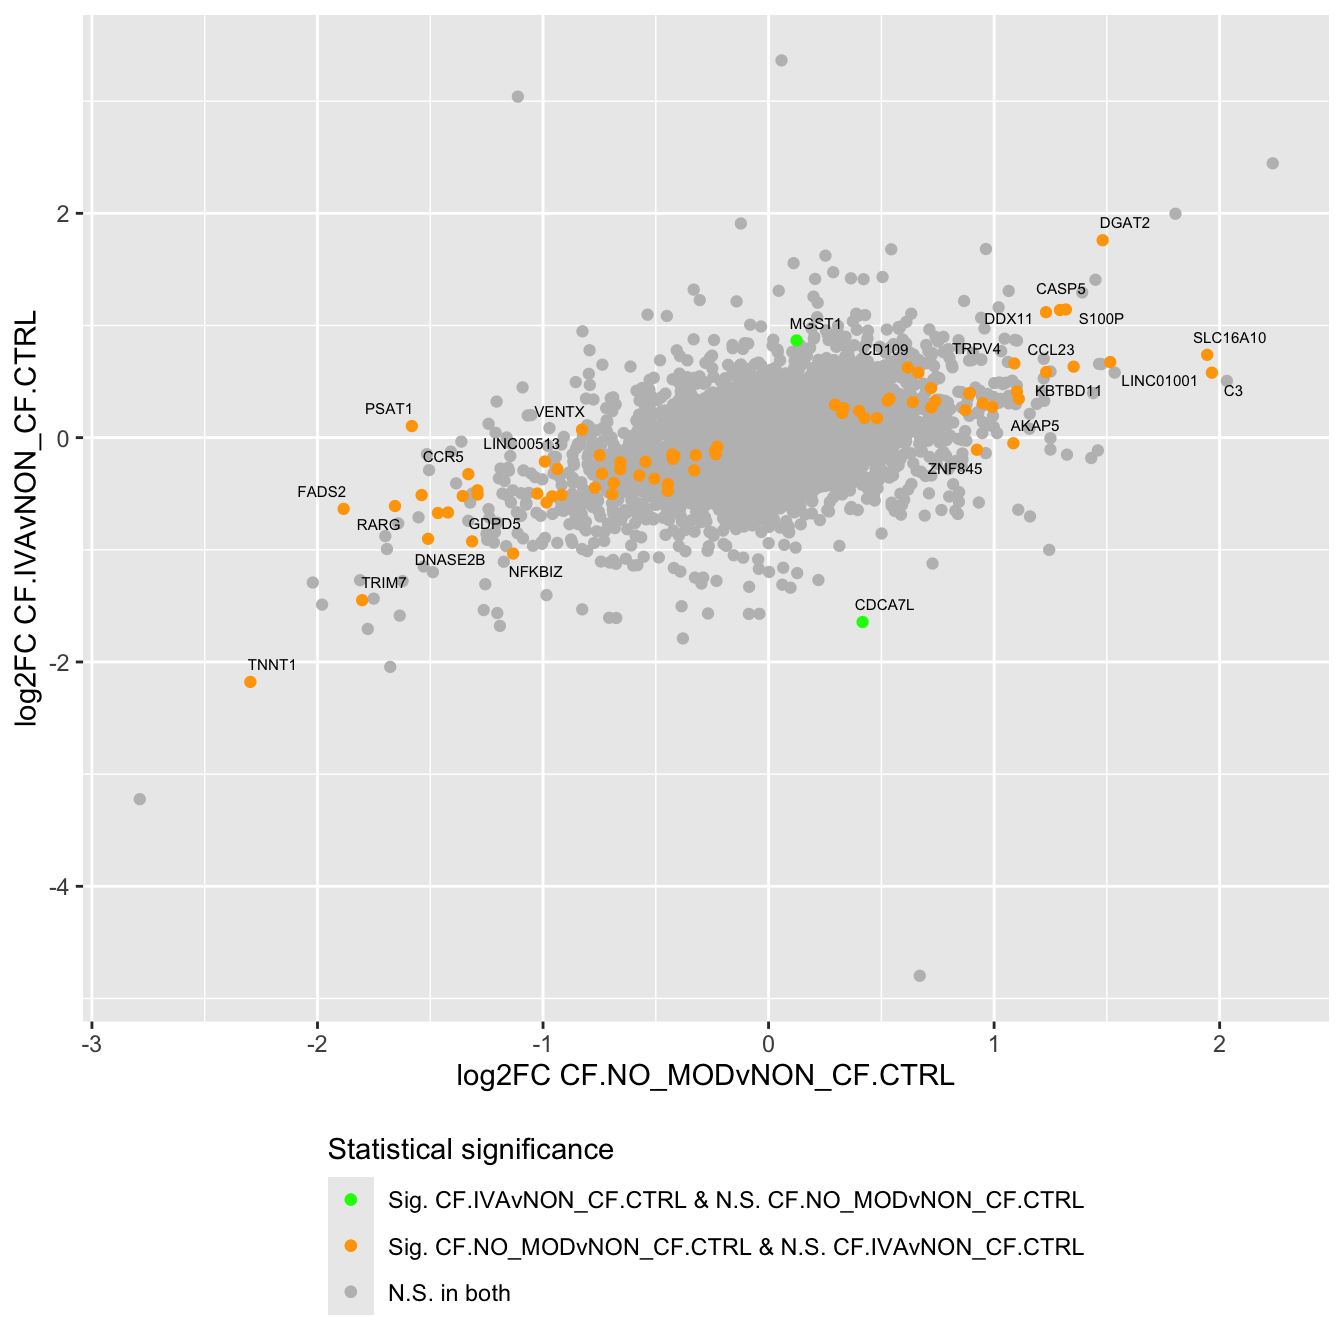 DGAT2
CASP5
DDX11
S100P
MGST1
SLC16A10
CD109
TRPV4
CCL23
LINC01001
KBTBD11
C3
PSAT1
VENTX
AKAP5
LINC00513
CCR5
ZNF845
FADS2
RARG
GDPD5
DNASE2B
NFKBIZ
TRIM7
CDCA7L
TNNT1
2
0
-2
-4
log2FC CF.IVAvNON_CF.CTRL
-3
-2
-1
0
1
2
log2FC CF.NO_MODvNON_CF.CTRL
Statistical significance
Sig. CF.IVAvNON_CF.CTRL & N.S. CF.NO_MODvNON_CF.CTRL
Sig. CF.NO_MODvNON_CF.CTRL & N.S. CF.IVAvNON_CF.CTRL
N.S. in both